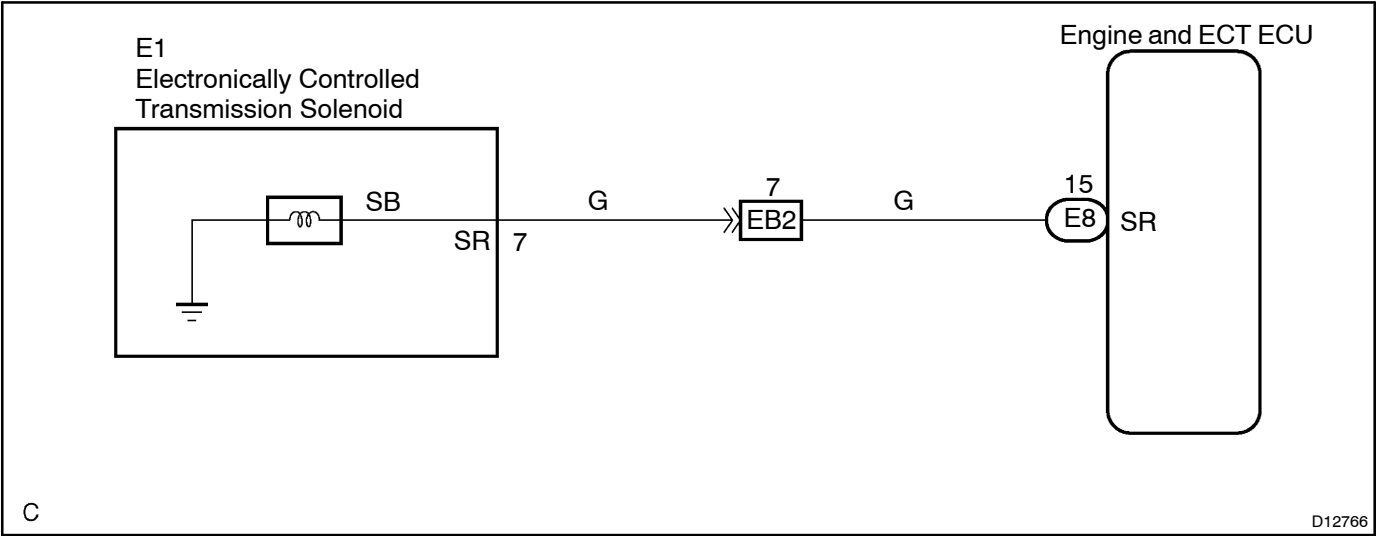 Engine and ECT ECU
E1
Electronically Controlled
Transmission Solenoid
SB
G
7
G
15
EB2
E8
SR
SR
7
C
D12766